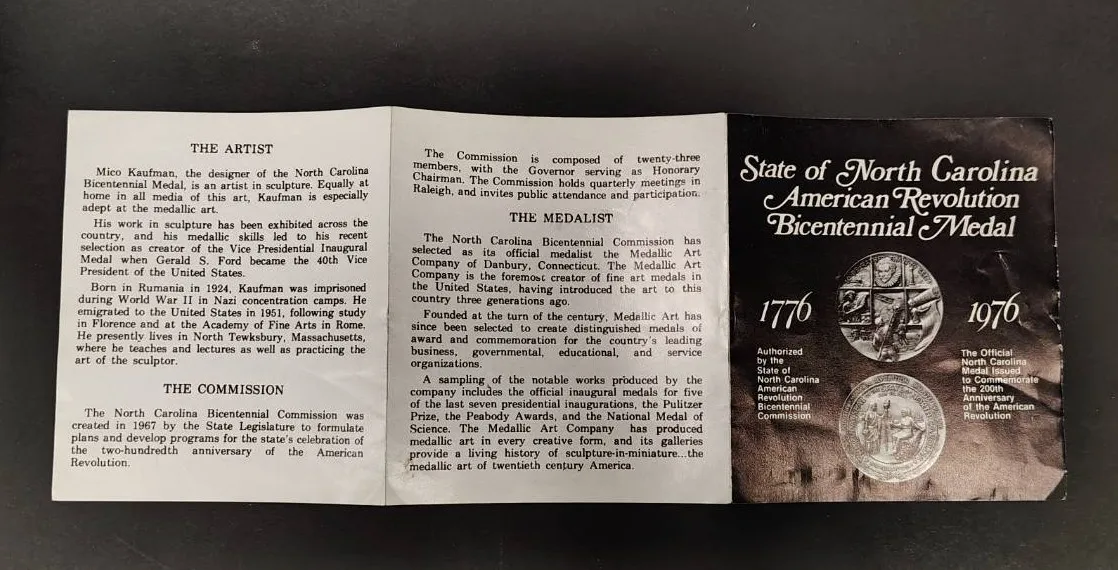 THE ARTIST
Mico Kaufman, the designer of the North Carolina
Bicentennial Medal, is an artist in sculpture. Equally at
home in all media of this art, Kaufman is especially
adept at the medallic art.
His work in sculpture has been exhibited across the
country, and his medallic skills led to his recent
selection as creator of the Vice Presidential Inaugural
Medal when Gerald S. Ford became the 40th Vice
President of the United States.
Born in Rumania in 1924, Kaufman was imprisoned
during World War II in Nazi concentration camps. He
emigrated to the United States in 1951, following study
in Florence and at the Academy of Fine Arts in Rome.
He presently lives in North Tewksbury, Massachusetts,
where he teaches and lectures as well as practicing the
art of the sculptor.
THE COMMISSION
The North Carolina Bicentennial Commission was
created in 1967 by the State Legislature to formulate
plans and develop programs for the state's celebration of
the two-hundredth anniversary of the American
Revolution.
The Commission is composed of twenty-three
members, with the Governor serving as Honorary
Chairman. The Commission holds quarterly meetings in
Raleigh, and invites public attendance and participation.
THE MEDALIST
The North Carolina Bicentennial Commission has
selected as its official medalist the Medallic Art
Company of Danbury, Connecticut. The Medallic Art
Company is the foremost creator of fine art medals in
the United States, having introduced the art to this
country three generations ago.
Founded at the turn of the century, Medallic Art has
since been selected to create distinguished medals of
award and commemoration for the country's leading
business, governmental, educational, and service
organizations.
A sampling of the notable works produced by the
company includes the official inaugural medals for five
of the last seven presidential inaugurations, the Pulitzer
Prize, the Peabody Awards, and the National Medal of
Science. The Medallic Art Company has produced
medallic art in every creative form, and its galleries
provide a living history of sculpture-in-miniature...the
medallic art of twentieth century America.
State of North Carolina
American Revolution
Bicentennial Medal
1776
1976
Authorized
by the
State of
North Carolina
American
Revolution
Bicentennial
Commission
The Official
North Carolina
Medal Issued
to Commemorate
the 200th
Anniversary
of the American
Revolution